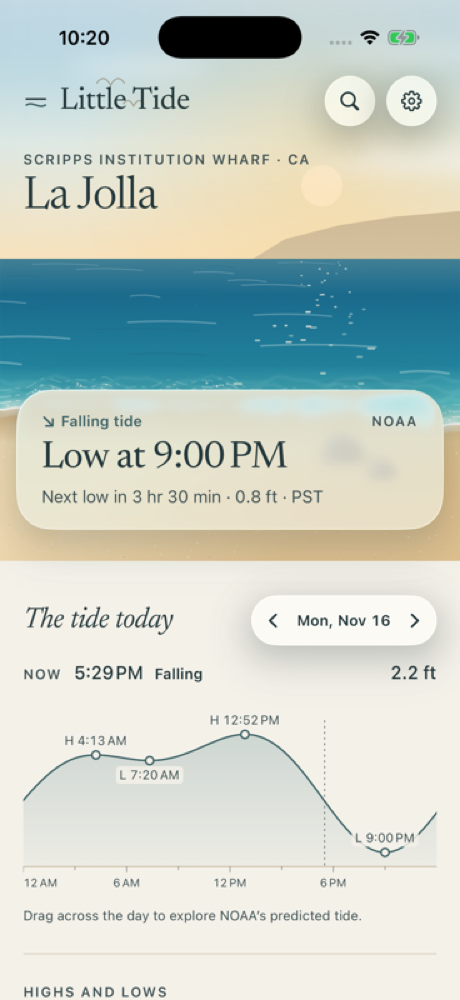 10:20
Little Tide
SCRIPPS INSTITUTION WHARF · CA
La Jolla
↘ Falling tide
NOAA
Low at 9:00 PM
Next low in 3 hr 30 min · 0.8 ft · PST
The tide today
Mon, Nov 16
NOW 5:29 PM Falling
2.2 ft
H 12:52 PM
H 4:13 AM
L 7:20 AM
L 9:00 PM
12 AM 6 AM 12 PM 6 PM
Drag across the day to explore NOAA's predicted tide.
HIGHS AND LOWS